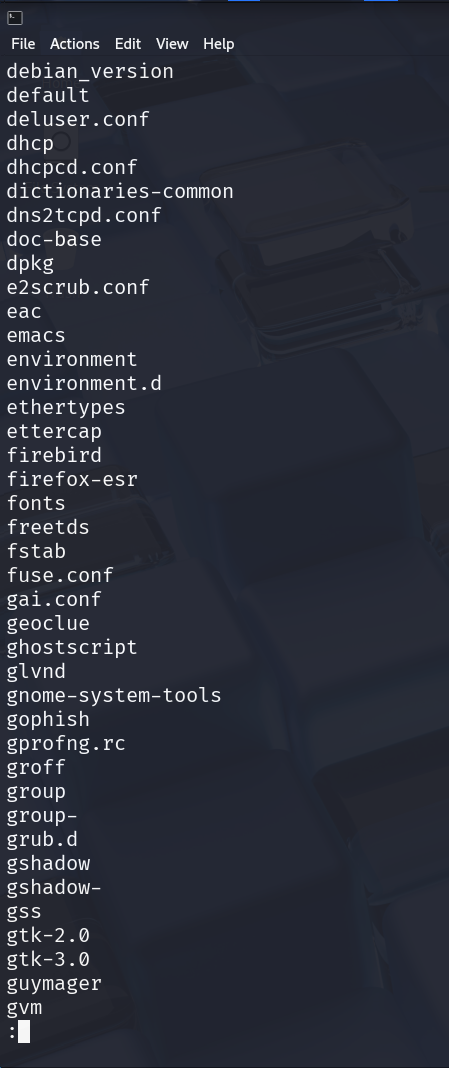 File Actions Edit View Help
debian_version
default
deluser.conf
dhcp
dhcpcd.conf
dictionaries-common
dns2tcpd.conf
doc-base
dpkg
e2scrub.conf
eac
emacs
environment
environment.d
ethertypes
ettercap
firebird
firefox-esr
fonts
freetds
fstab
fuse.conf
gai.conf
geoclue
ghostscript
glvnd
gnome-system-tools
gophish
gprofng.rc
groff
group
group-
grub.d
gshadow
gshadow-
gss
gtk-2.0
gtk-3.0
guymager
gvm
: